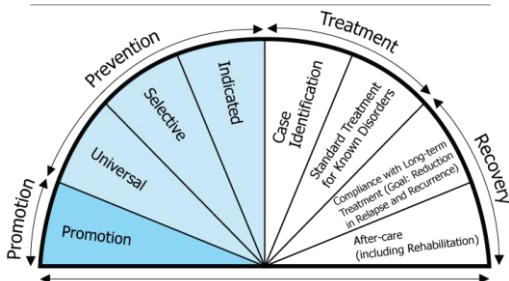 Prevention
Treatment
Recovery
Promotion
Promotion
Universal
Selective
Indicated
Case
Identification
Standard Treatment
for Known Disorders
Compliance with Long-term
Treatment (Goal: Reduction
in Relapse and Recurrence)
After-care
(including Rehabilitation)